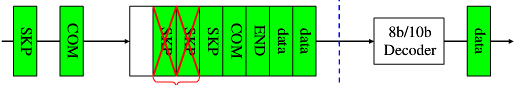 SKP
COM
SKP
SKP
SKP
COM
END
data
data
8b/10b
Decoder
data